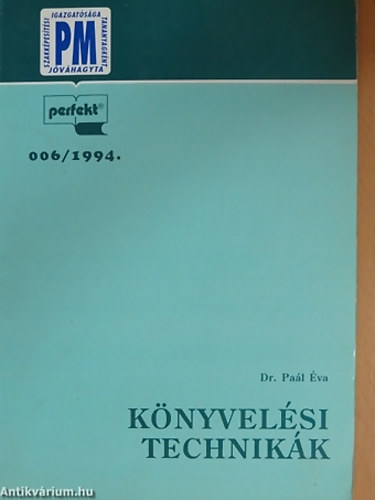 SZAKKÉPESÍTÉSI
IGAZGATÓSÁGA
TANANYAGKÉNT
PM
JÓVÁHAGYTA
perfekt®
006/1994.
Dr. Paál Éva
KÖNYVELÉSI
TECHNIKÁK
Antikvárium.hu